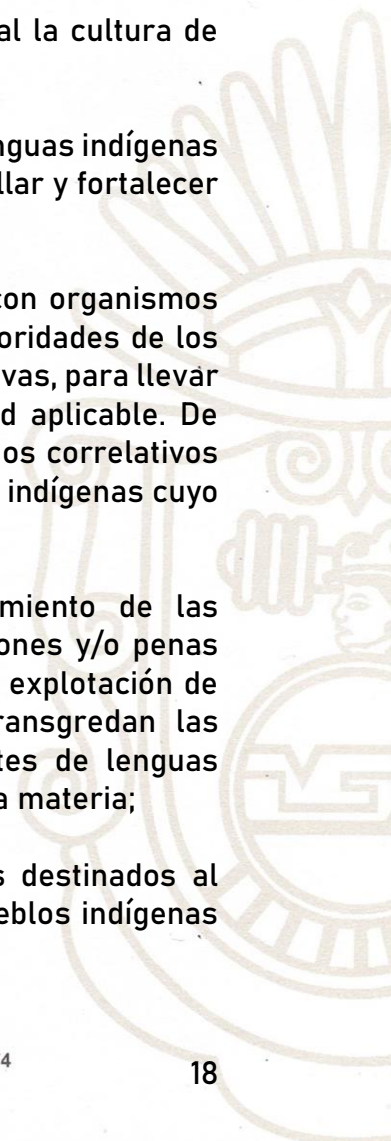 al la cultura de
nguas indígenas
llar y fortalecer
con organismos
oridades de los
vas, para llevar
d aplicable. De
os correlativos
indígenas cuyo
miento de las
ones y/o penas
explotación de
ransgredan las
tes de lenguas
a materia;
s destinados al
eblos indígenas
4
18